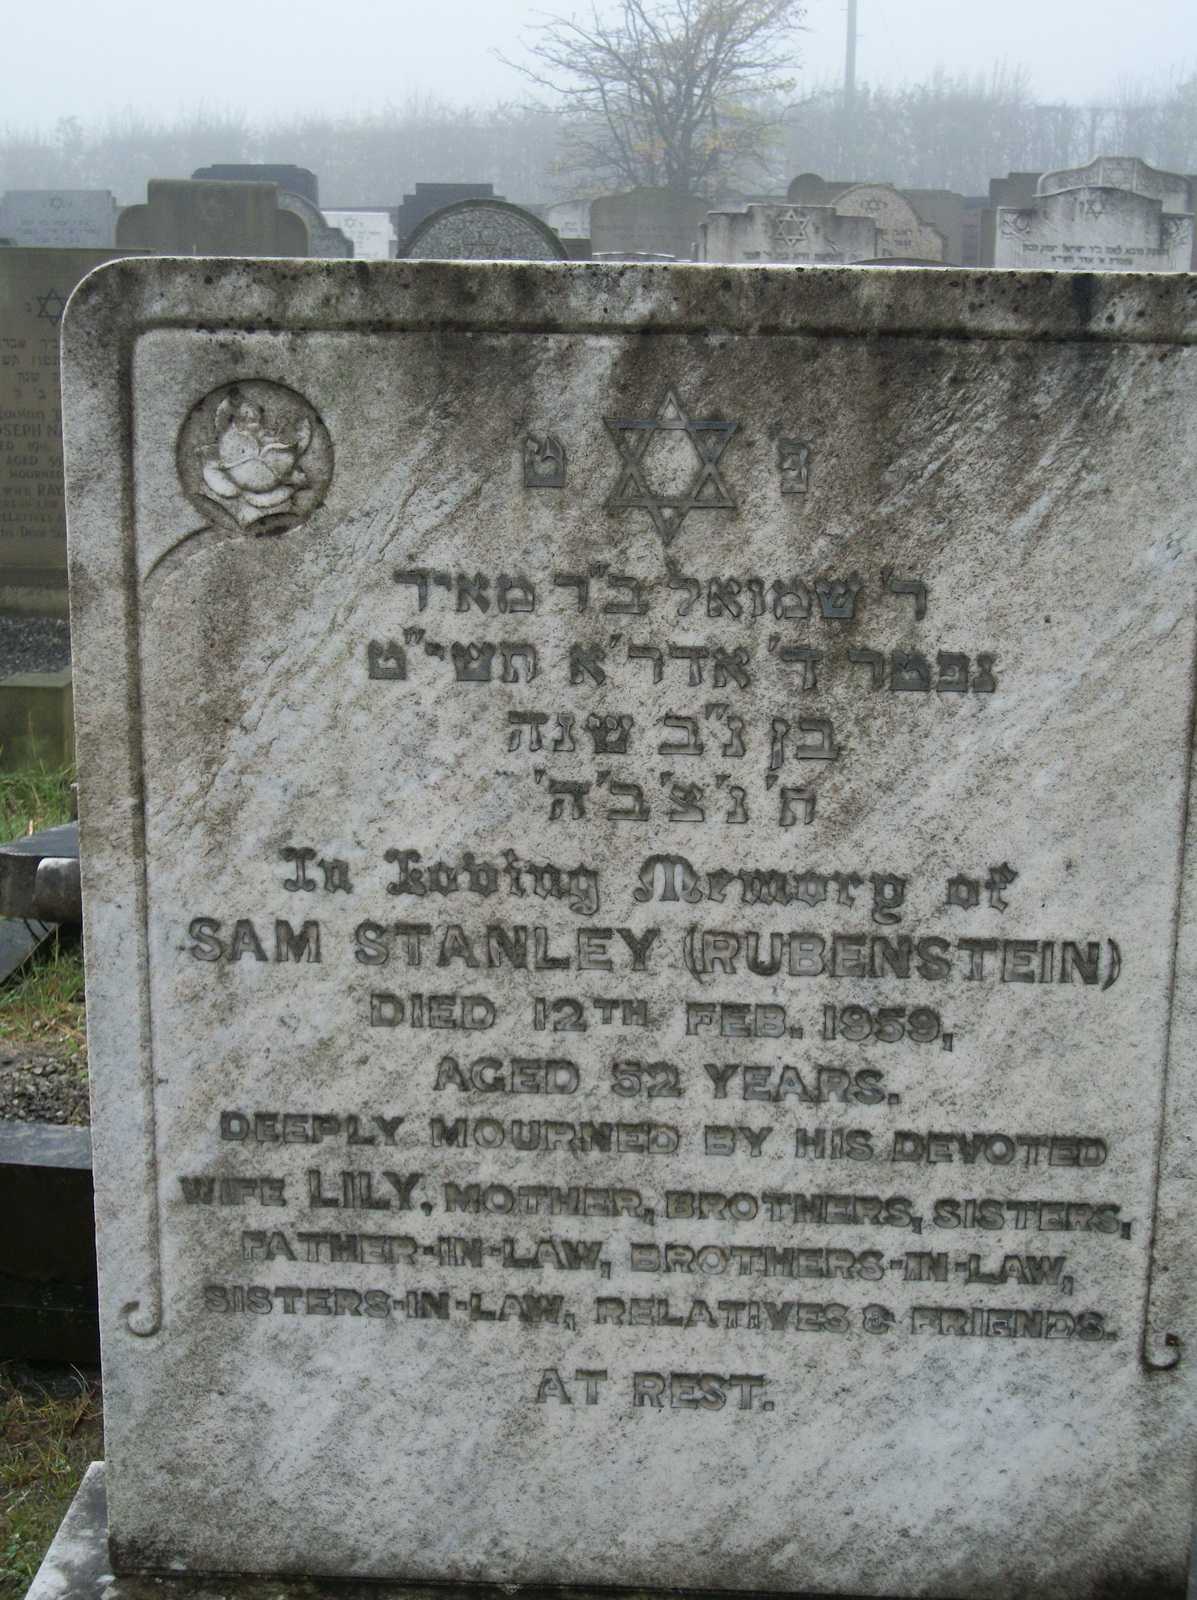 פ ט
ר' שמואל ב"ר מאיר
נפטר ד' אדר'א תשי"ט
בן נ"ב שנה
ת'נ'צ'ב'ה'
In Loving Memory of
SAM STANLEY (RUBENSTEIN)
DIED 12TH FEB. 1959,
AGED 52 YEARS.
DEEPLY MOURNED BY HIS DEVOTED
WIFE LILY, MOTHER, BROTHERS, SISTERS,
FATHER-IN-LAW, BROTHERS-IN-LAW,
SISTERS-IN-LAW, RELATIVES & FRIENDS.
AT REST.